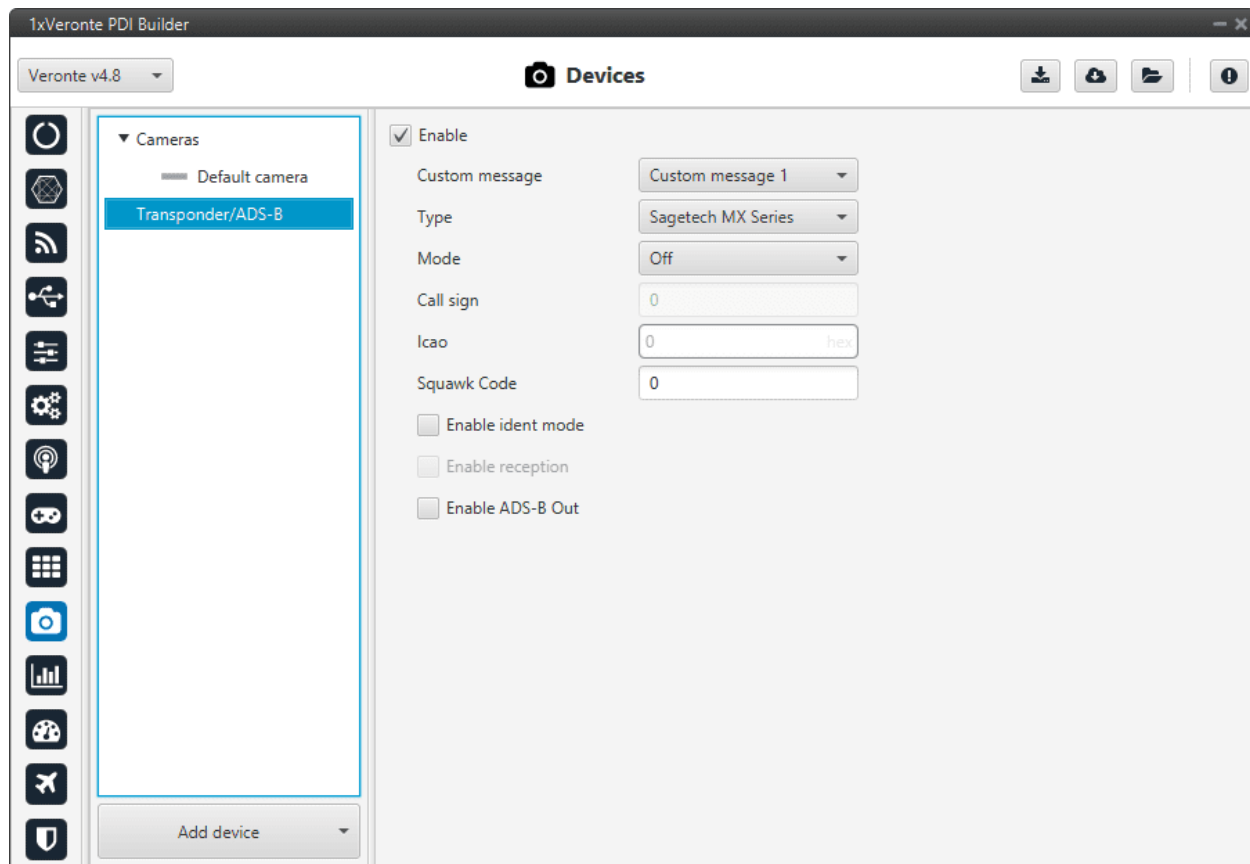 1xVeronte PDI Builder
Veronte v4.8
Devices
Cameras
Default camera
Transponder/ADS-B
Add device
Enable
Custom message Custom message 1
Type Sagetech MX Series
Mode Off
Call sign 0
Icao 0 hex
Squawk Code 0
Enable ident mode
Enable reception
Enable ADS-B Out